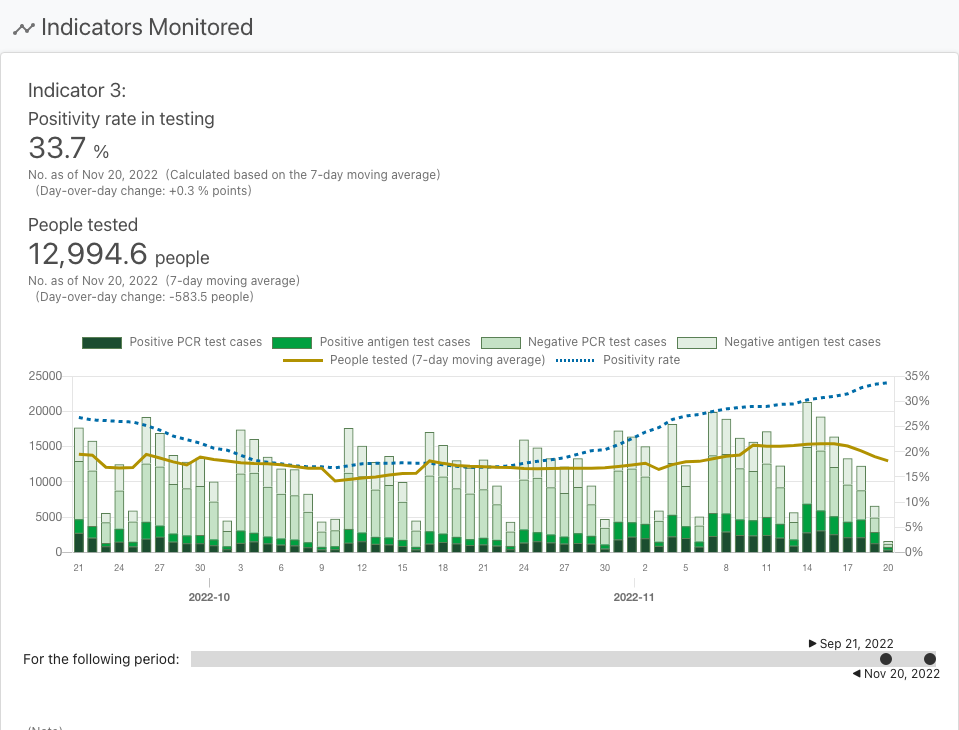 Indicators Monitored
Indicator 3:
Positivity rate in testing
33.7 %
No. as of Nov 20, 2022 (Calculated based on the 7-day moving average)
(Day-over-day change: +0.3 % points)
People tested
12,994.6 people
No. as of Nov 20, 2022 (7-day moving average)
(Day-over-day change: -583.5 people)
Positive PCR test cases Positive antigen test cases Negative PCR test cases Negative antigen test cases
People tested (7-day moving average) Positivity rate
25000 35%
30%
20000
25%
15000
20%
10000 15%
10%
5000
5%
0 0%
21 24 27 30 3 6 9 12 15 18 21 24 27 30 2 5 8 11 14 17 20
2022-10 2022-11
▶ Sep 21, 2022
For the following period:
◀ Nov 20, 2022
(Note)